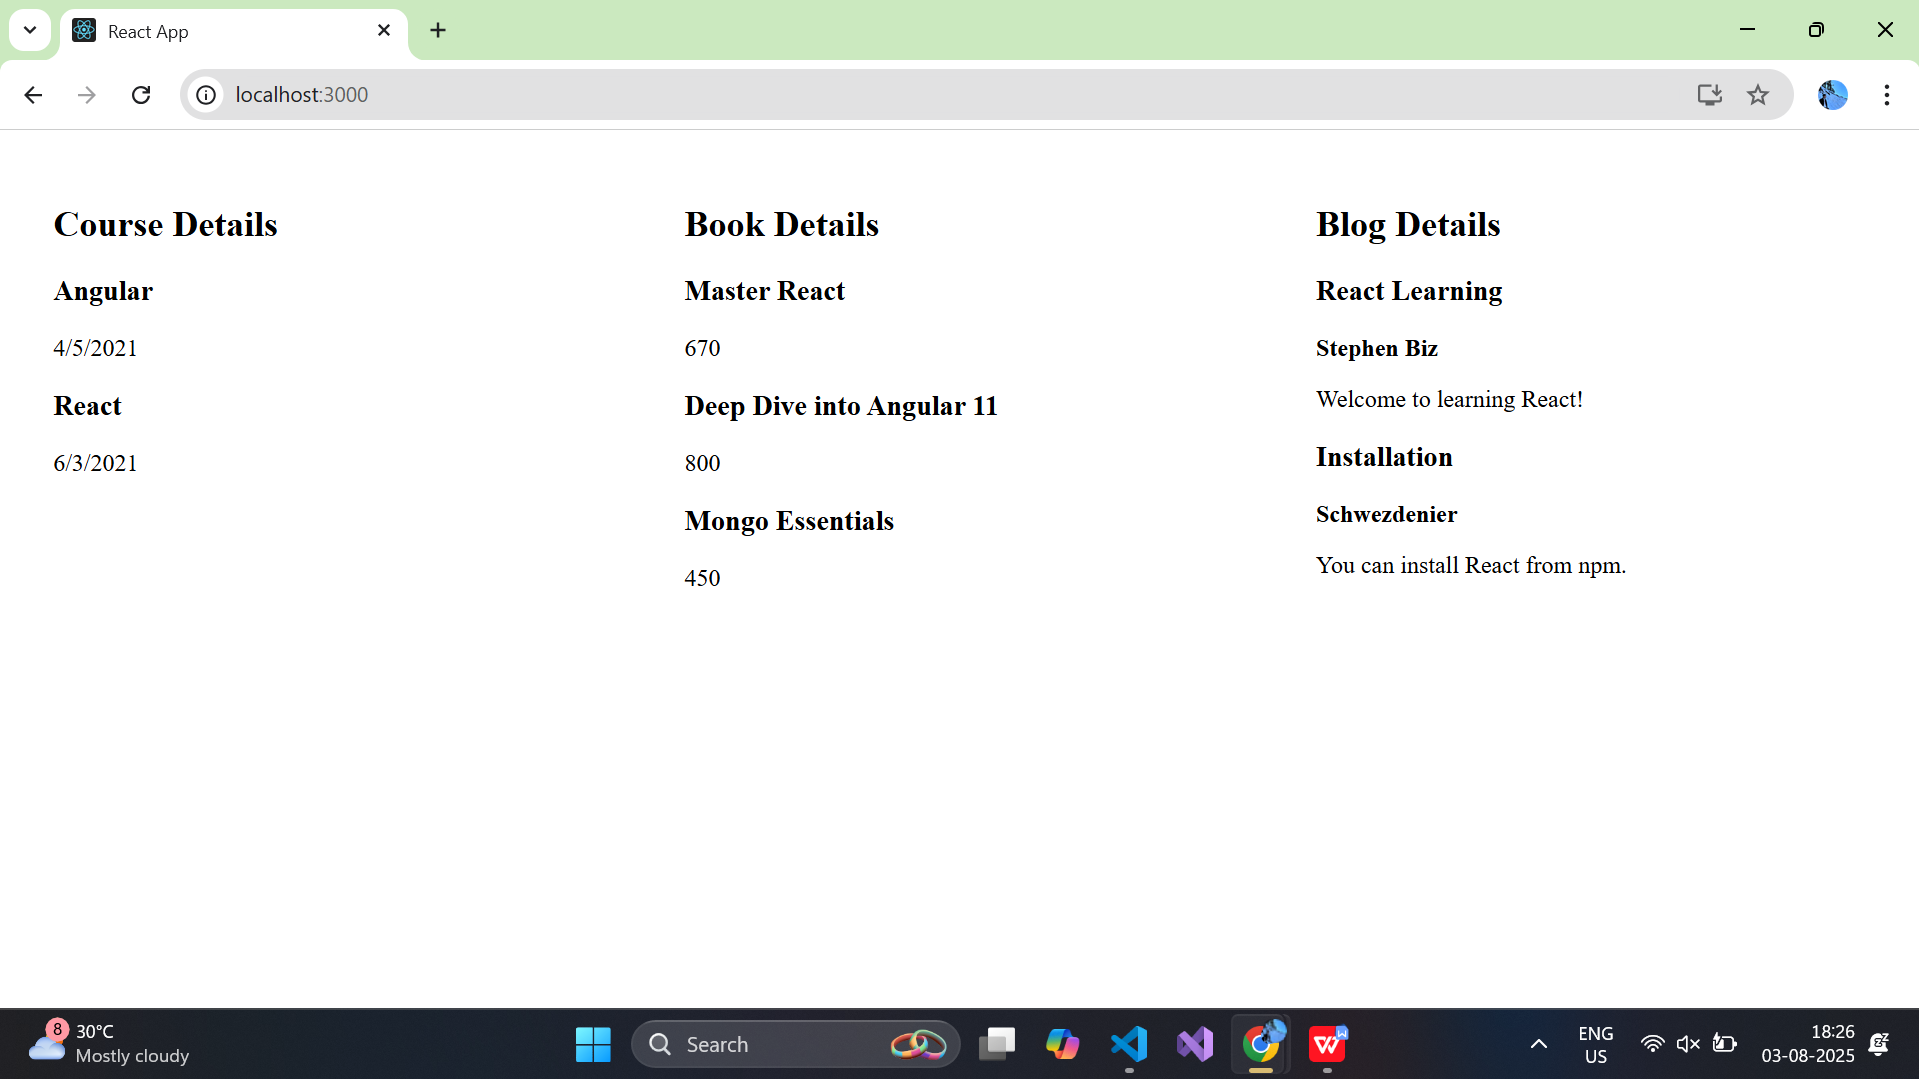 React App
localhost:3000
Course Details
Angular
4/5/2021
React
6/3/2021
Book Details
Master React
670
Deep Dive into Angular 11
800
Mongo Essentials
450
Blog Details
React Learning
Stephen Biz
Welcome to learning React!
Installation
Schwezdenier
You can install React from npm.
8
30°C
Mostly cloudy
Search
W
W
ENG
US
18:26
03-08-2025